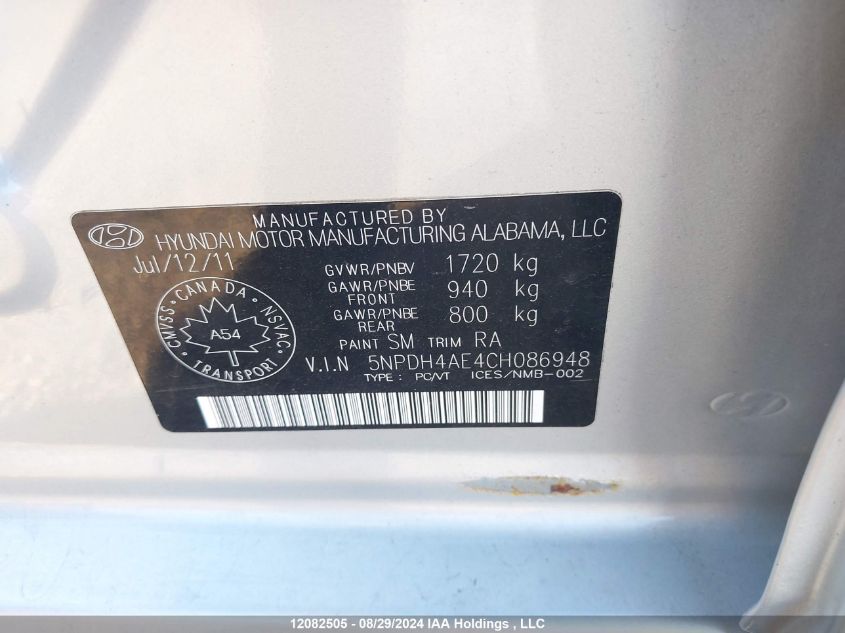 MANUFACTURED BY
HYUNDAI MOTOR MANUFACTURING ALABAMA, LLC
Jul/12/11
GVWR/PNBV 1720 kg
GAWR/PNBE FRONT 940 kg
GAWR/PNBE REAR 800 kg
PAINT SM TRIM RA
V.I.N 5NPDH4AE4CH086948
TYPE : PC/VT ICES/NMB-002
CMVSS · CANADA · NSVAC
A54
TRANSPORT
12082505 - 08/29/2024 IAA Holdings , LLC